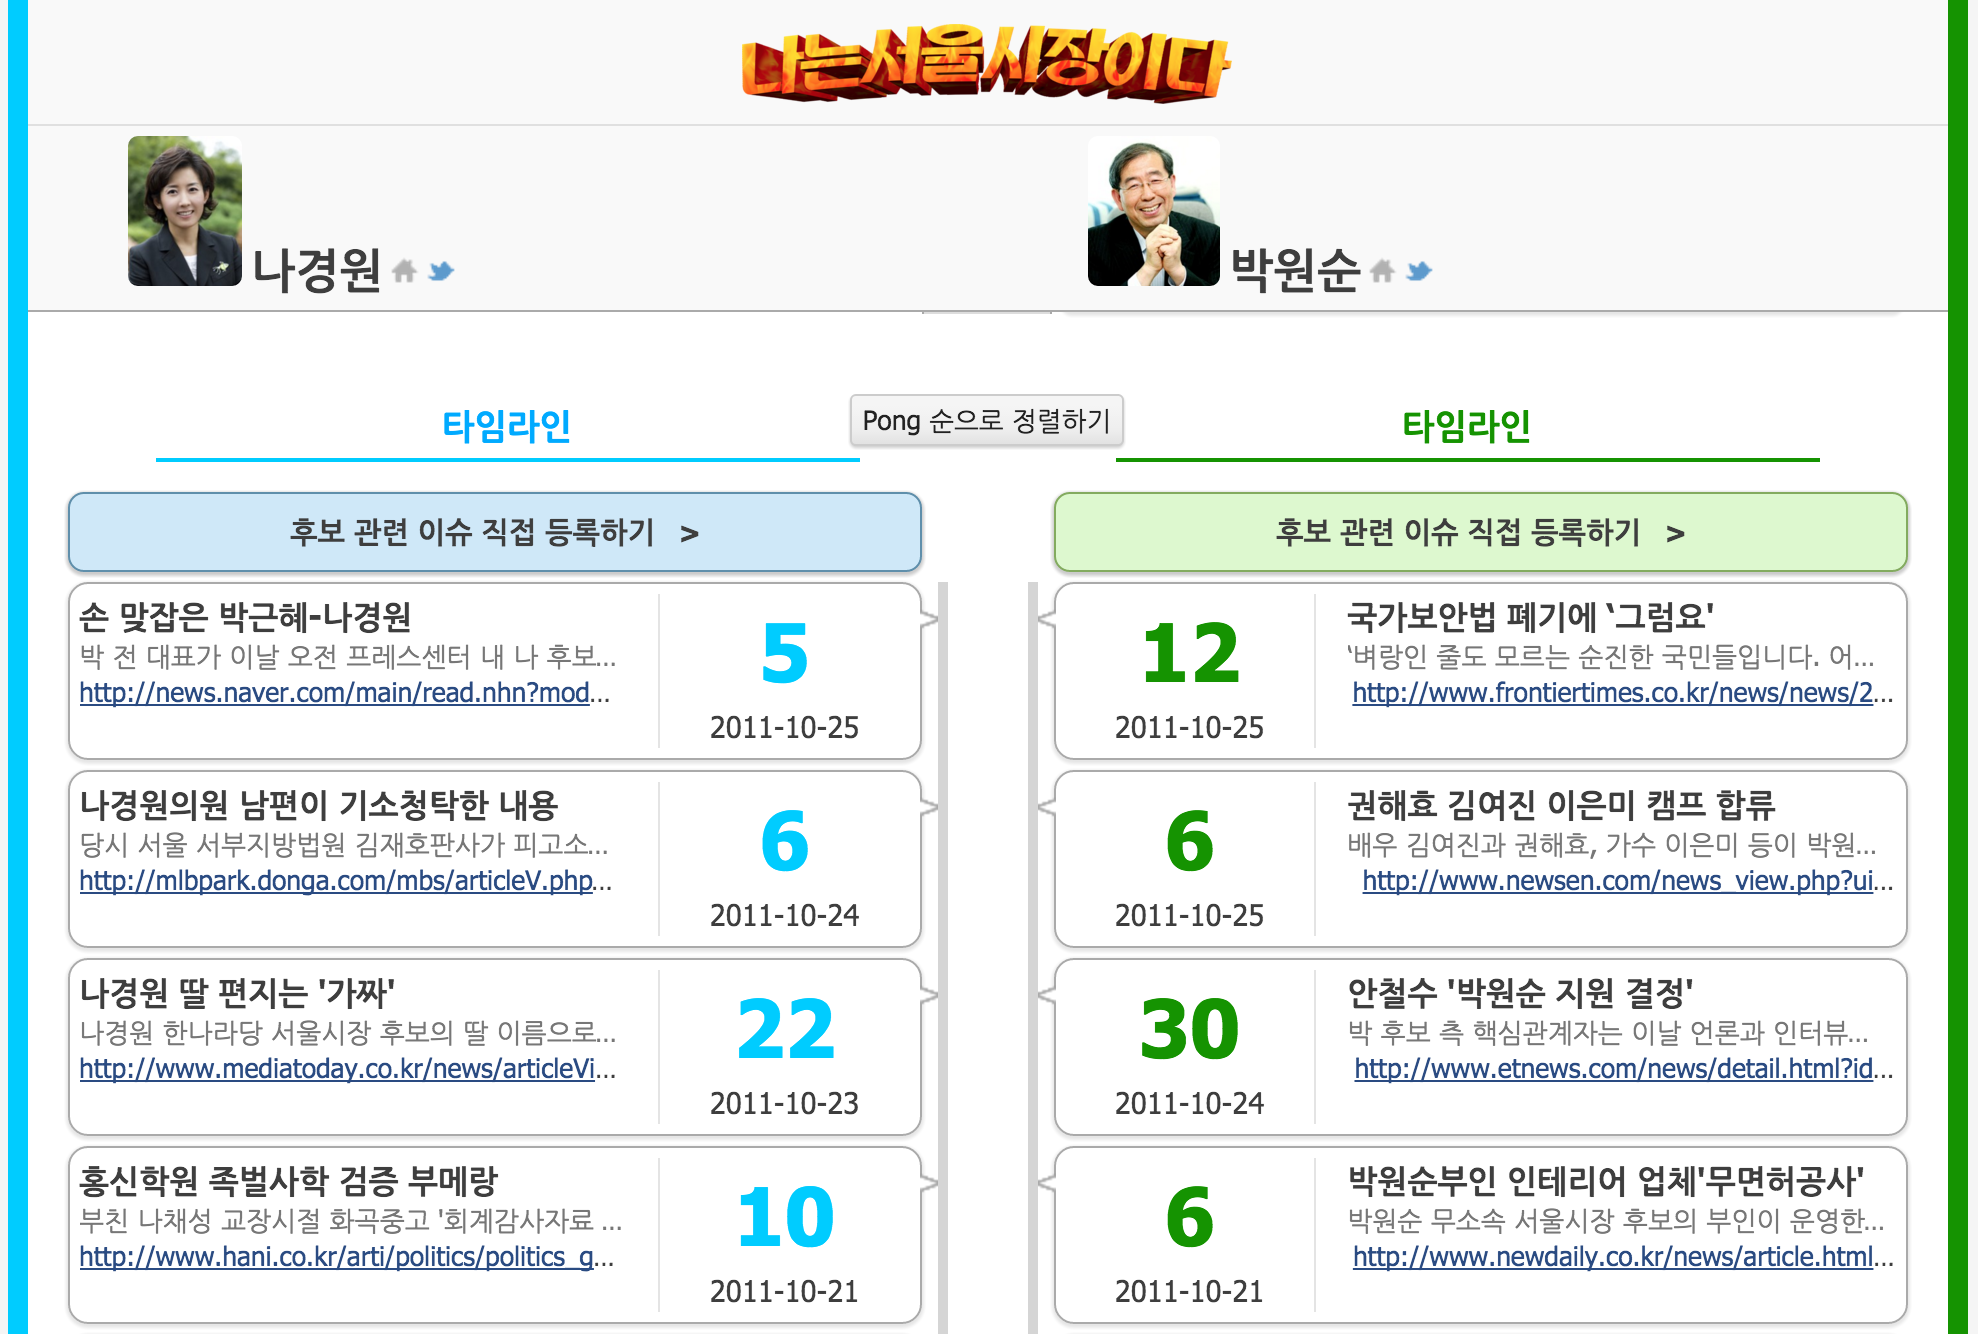 나는서울시장이다
나경원
박원순
타임라인
Pong 순으로 정렬하기
타임라인
후보 관련 이슈 직접 등록하기 >
손 맞잡은 박근혜-나경원
박 전 대표가 이날 오전 프레스센터 내 나 후보...
http://news.naver.com/main/read.nhn?mod...
5
2011-10-25
나경원의원 남편이 기소청탁한 내용
당시 서울 서부지방법원 김재호판사가 피고소...
http://mlbpark.donga.com/mbs/articleV.php...
6
2011-10-24
나경원 딸 편지는 '가짜'
나경원 한나라당 서울시장 후보의 딸 이름으로...
http://www.mediatoday.co.kr/news/articleVi...
22
2011-10-23
홍신학원 족벌사학 검증 부메랑
부친 나채성 교장시절 화곡중고 '회계감사자료 ...
http://www.hani.co.kr/arti/politics/politics_g...
10
2011-10-21
후보 관련 이슈 직접 등록하기 >
12
2011-10-25
국가보안법 폐기에 ‘그럼요'
‘벼랑인 줄도 모르는 순진한 국민들입니다. 어...
http://www.frontiertimes.co.kr/news/news/2...
6
2011-10-25
권해효 김여진 이은미 캠프 합류
배우 김여진과 권해효, 가수 이은미 등이 박원...
http://www.newsen.com/news_view.php?ui...
30
2011-10-24
안철수 '박원순 지원 결정'
박 후보 측 핵심관계자는 이날 언론과 인터뷰...
http://www.etnews.com/news/detail.html?id...
6
2011-10-21
박원순부인 인테리어 업체'무면허공사'
박원순 무소속 서울시장 후보의 부인이 운영한...
http://www.newdaily.co.kr/news/article.html...